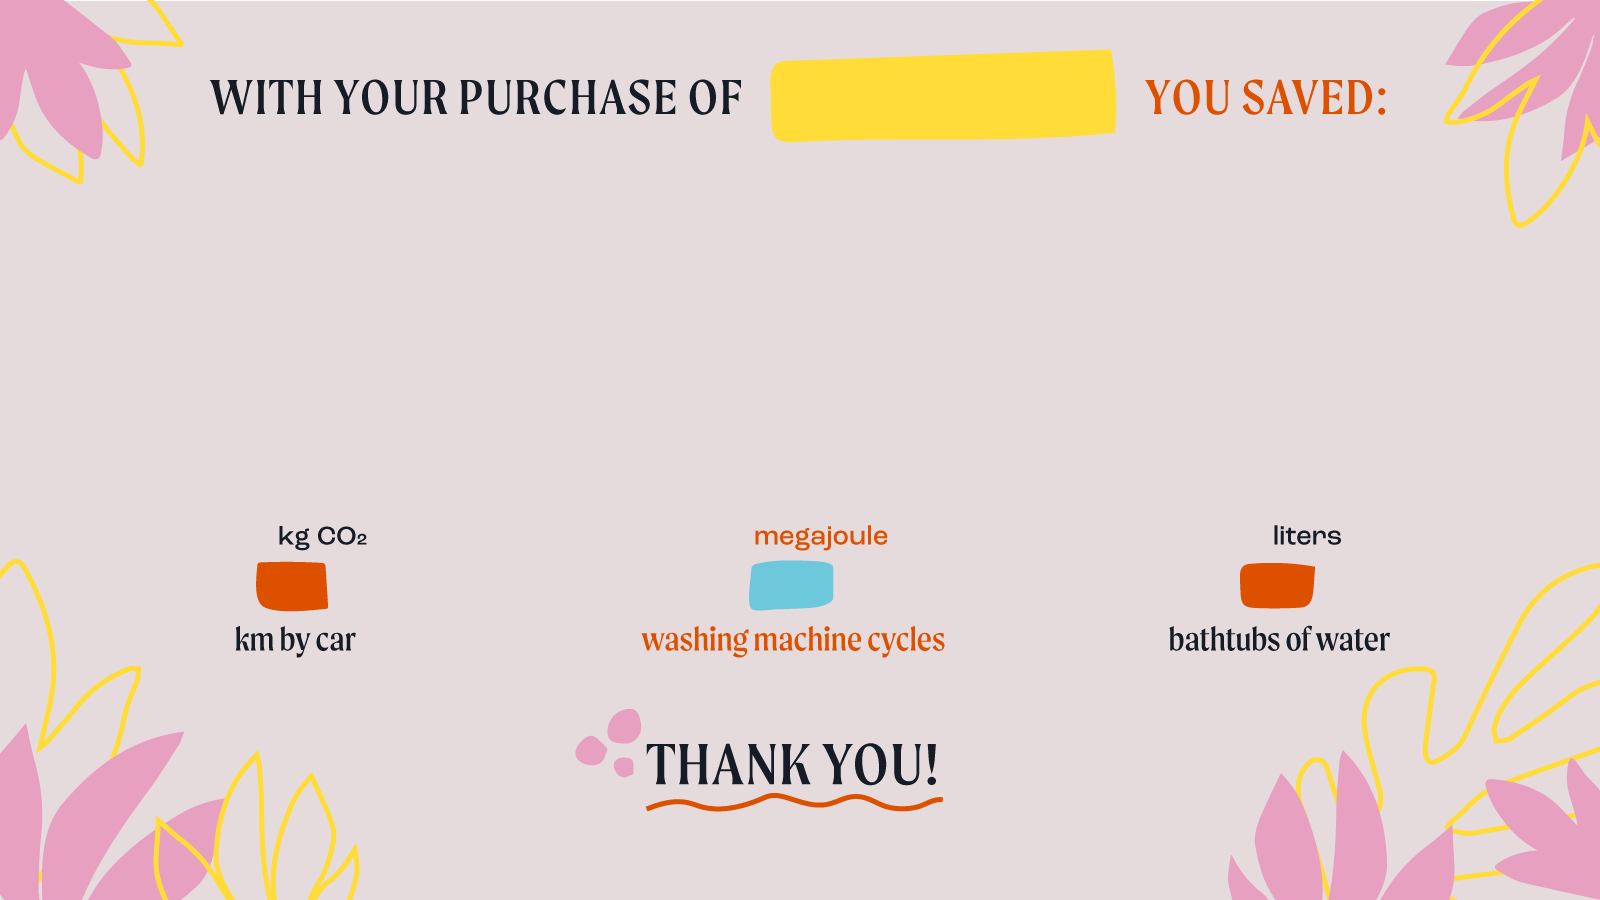 WITH YOUR PURCHASE OF YOU SAVED:
kg CO₂ megajoule liters
km by car washing machine cycles bathtubs of water
THANK YOU!